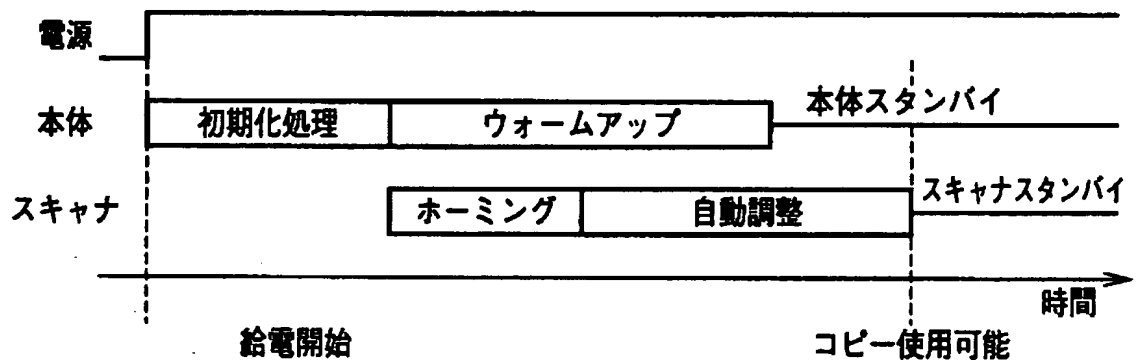 電源
本体
初期化処理
ウォームアップ
本体スタンバイ
スキャナ
ホーミング
自動調整
スキャナスタンバイ
時間
給電開始
コピー使用可能